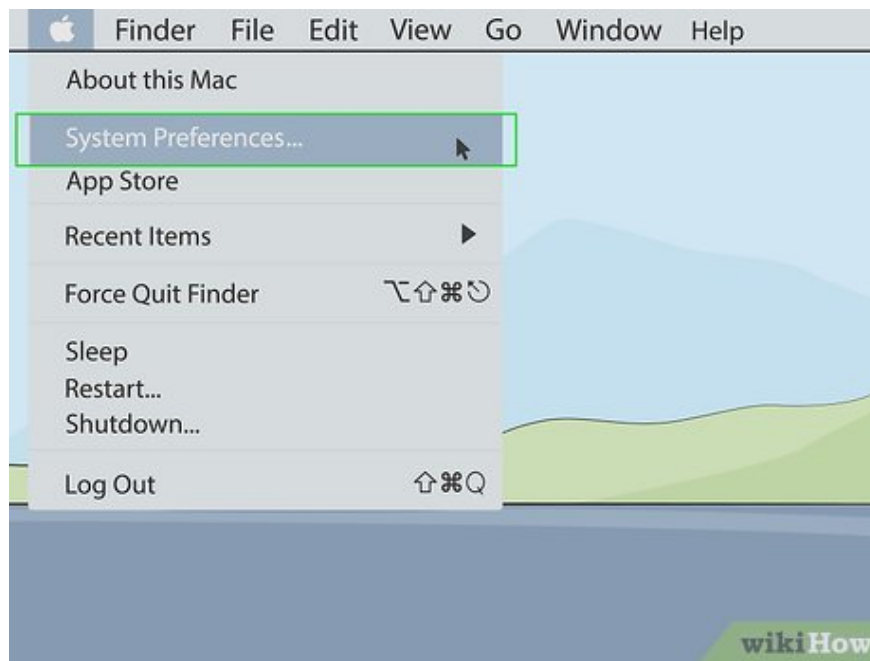 Finder File Edit View Go Window Help
About this Mac
System Preferences...
App Store
Recent Items
Force Quit Finder ⌥⇧⌘⎋
Sleep
Restart...
Shutdown...
Log Out ⇧⌘Q
wikiHow